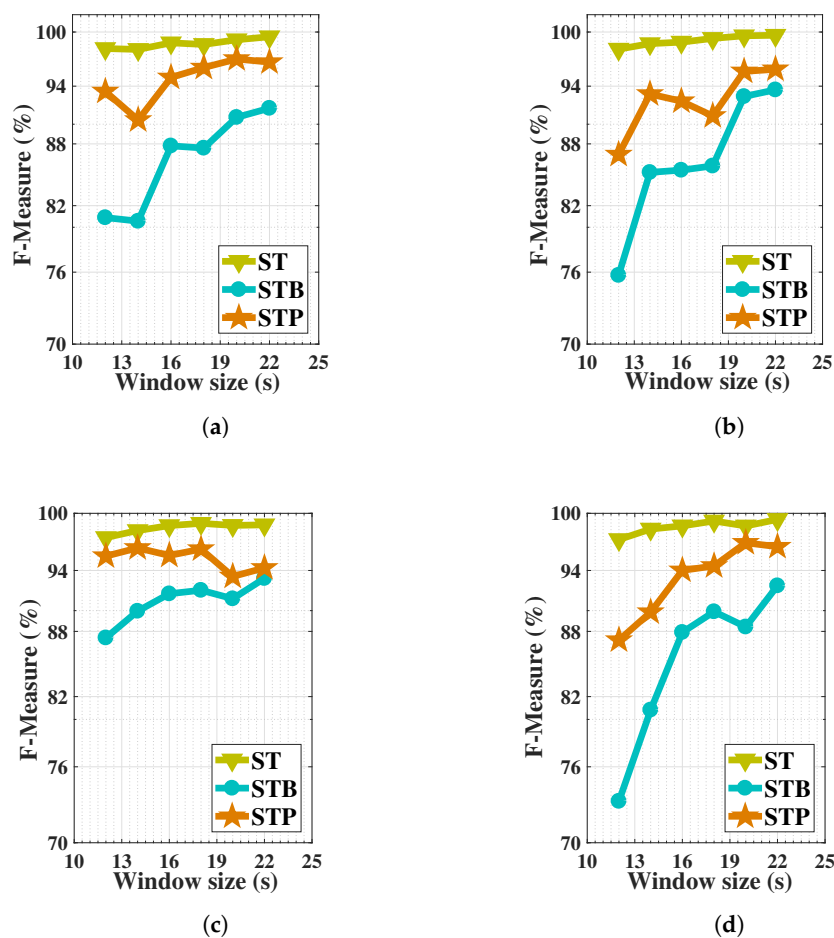 F-Measure (%)
100
94
88
82
76
70
ST
STB
STP
10 13 16 19 22 25
Window size (s)
(a)
F-Measure (%)
100
94
88
82
76
70
ST
STB
STP
10 13 16 19 22 25
Window size (s)
(b)
F-Measure (%)
100
94
88
82
76
70
ST
STB
STP
10 13 16 19 22 25
Window size (s)
(c)
F-Measure (%)
100
94
88
82
76
70
ST
STB
STP
10 13 16 19 22 25
Window size (s)
(d)